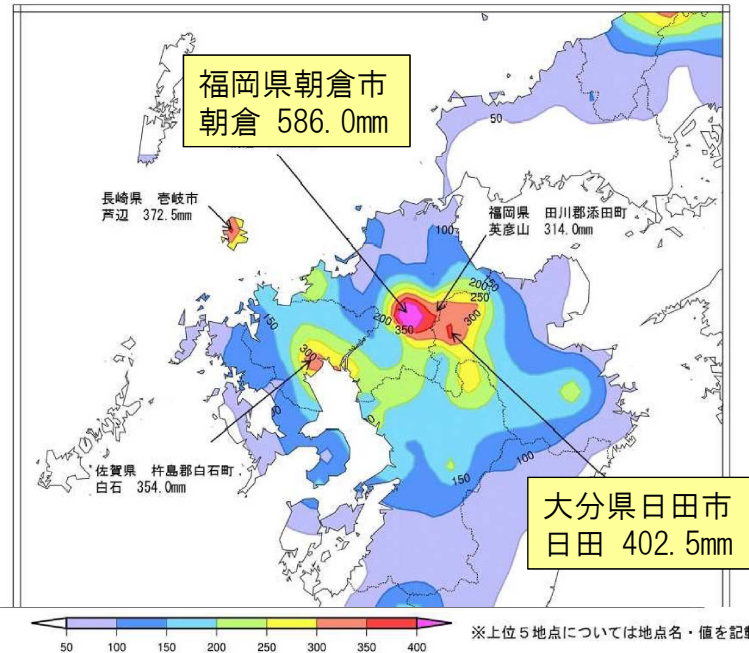 福岡県朝倉市
朝倉 586.0mm
50
長崎県 壱岐市
芦辺 372.5mm
福岡県 田川郡添田町
英彦山 314.0mm
100
200
250
150
200
350
300
300
佐賀県 杵島郡白石町
白石 354.0mm
100
150
大分県日田市
日田 402.5mm
50 100 150 200 250 300 350 400
※上位5地点については地点名・値を記